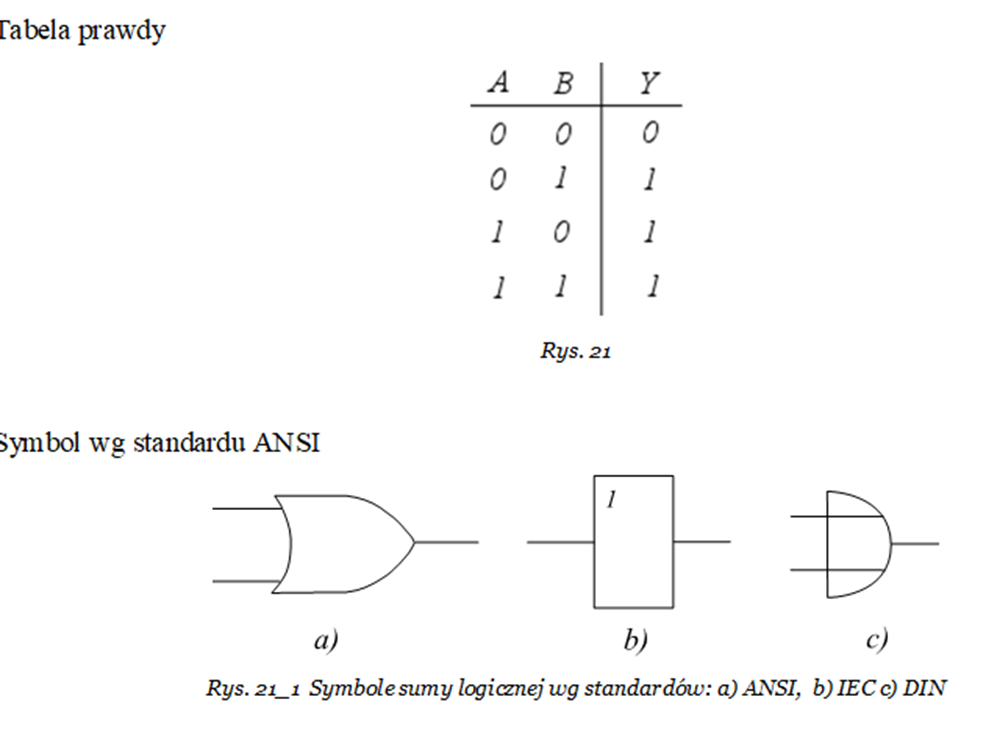 Tabela prawdy
A B Y
0 0 0
0 1 1
1 0 1
1 1 1
Rys. 21
Symbol wg standardu ANSI
1
a) b) c)
Rys. 21_1 Symbole sumy logicznej wg standardów: a) ANSI, b) IEC c) DIN